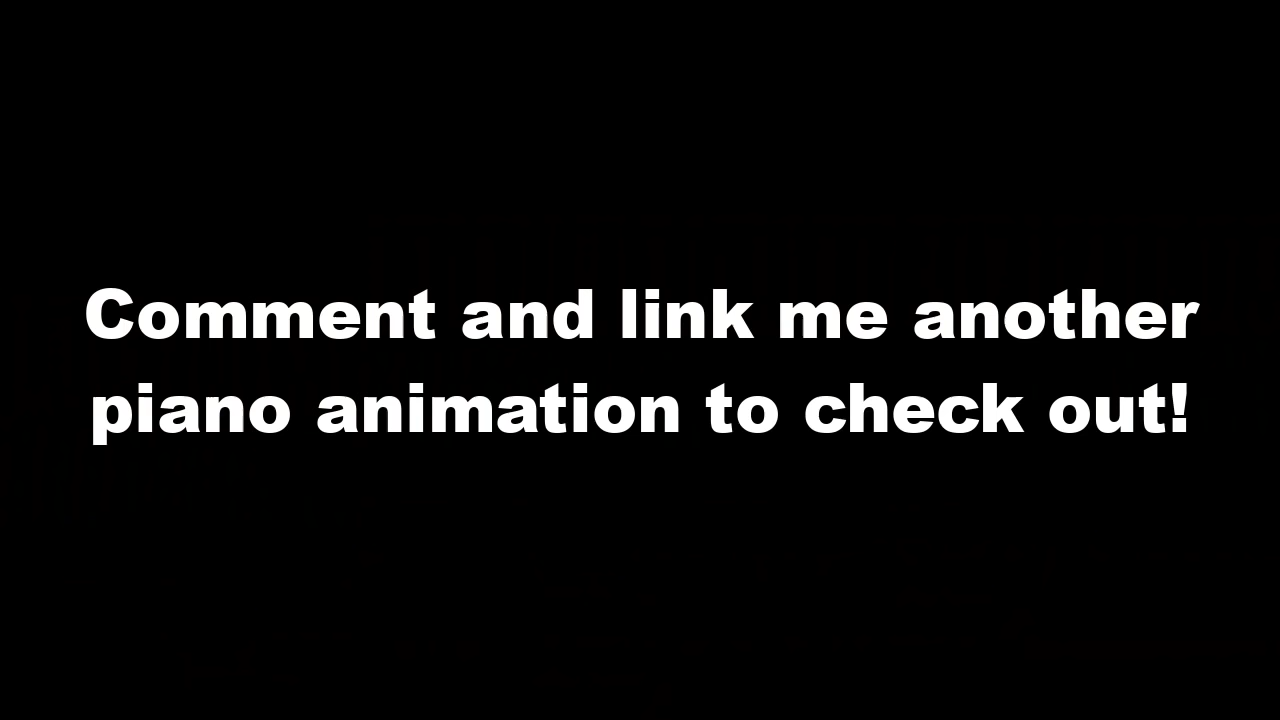 Comment and link me another
piano animation to check out!